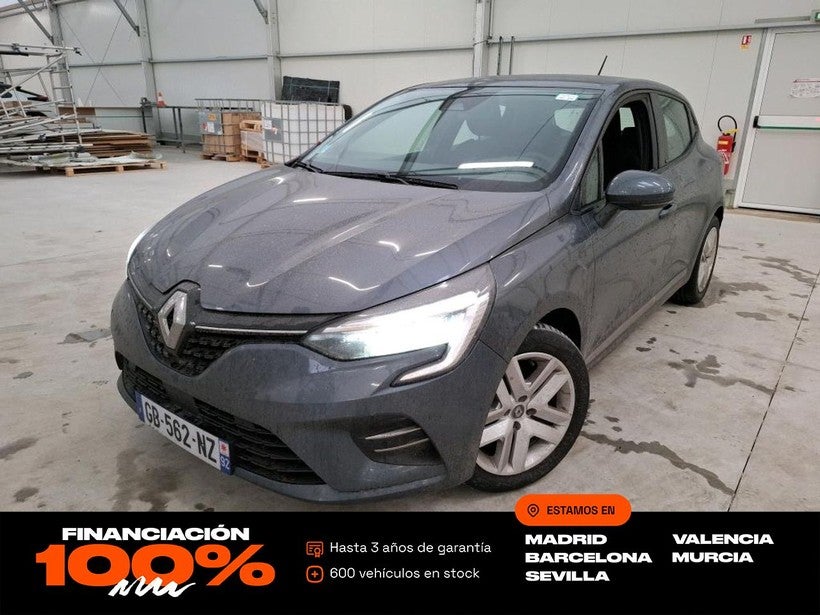 GB-562-NZ
92
FINANCIACIÓN
100%
Hasta 3 años de garantía
600 vehículos en stock
ESTAMOS EN
MADRID
BARCELONA
SEVILLA
VALENCIA
MURCIA